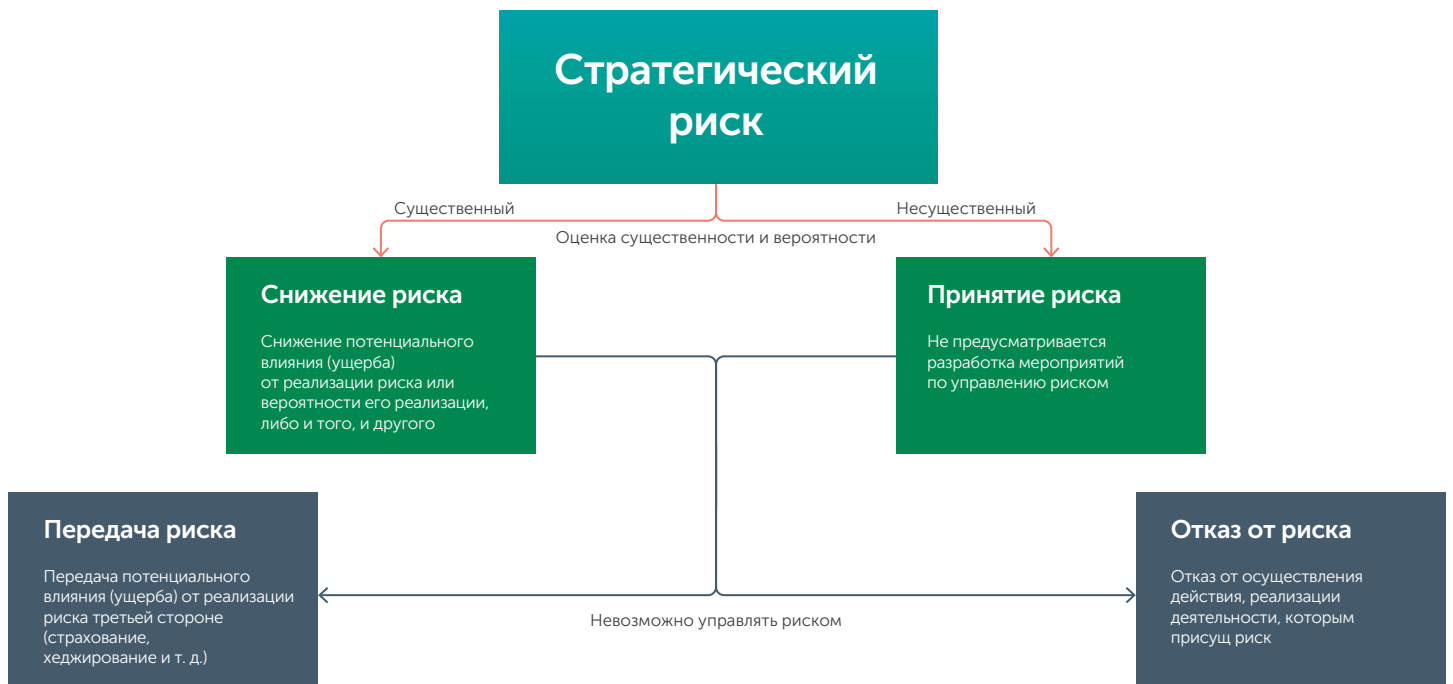 Стратегический
риск
Существенный
Несущественный
Оценка существенности и вероятности
Снижение риска
Снижение потенциального
влияния (ущерба)
от реализации риска или
вероятности его реализации,
либо и того, и другого
Принятие риска
Не предусматривается
разработка мероприятий
по управлению риском
Передача риска
Передача потенциального
влияния (ущерба) от реализации
риска третьей стороне
(страхование,
хеджирование и т. д.)
Невозможно управлять риском
Отказ от риска
Отказ от осуществления
действия, реализации
деятельности, которым
присущ риск